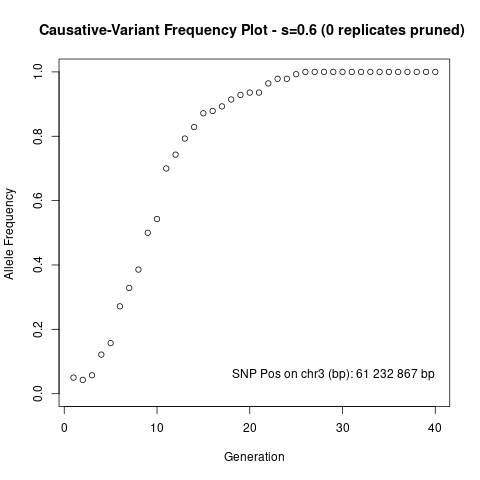 Causative-Variant Frequency Plot - s=0.6 (0 replicates pruned)
Allele Frequency
1.0
0.8
0.6
0.4
0.2
0.0
SNP Pos on chr3 (bp): 61 232 867 bp
0 10 20 30 40
Generation